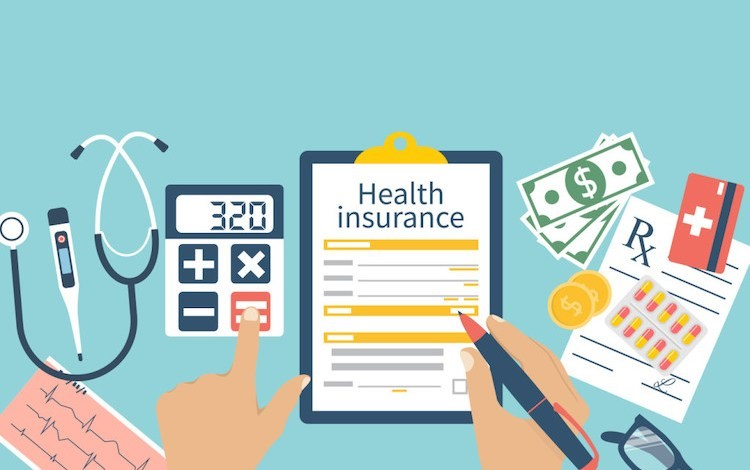 320
Health
insurance
Rx
$
$